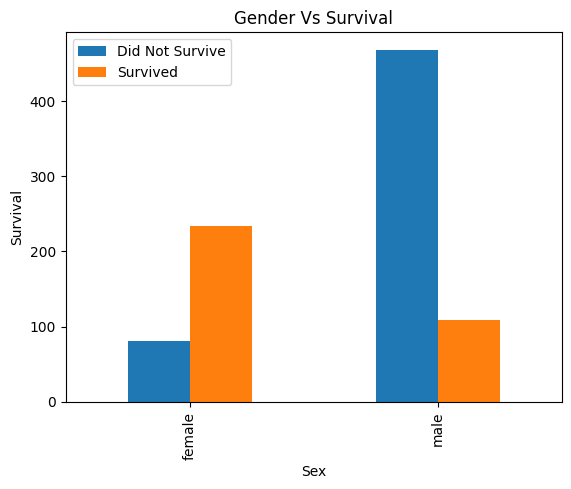 Gender Vs Survival
Did Not Survive
Survived
400
300
200
100
0
Survival
female
male
Sex